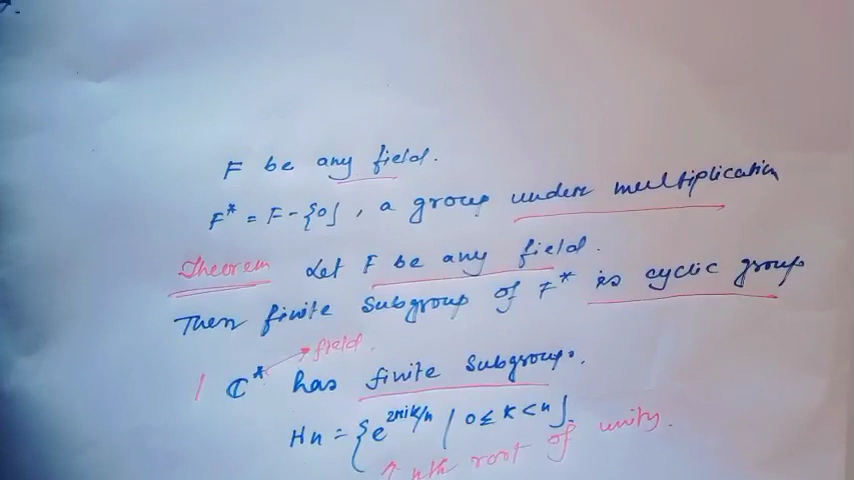 F be any field.
F* = F - {0}, a group under multiplication
Theorem Let F be any field.
Then finite subgroup of F* is cyclic group
→ field.
1 ℂ* has finite subgroups.
Hn = {e^{2πik/n} | 0 ≤ k < n}.
↑ nth root of unity.